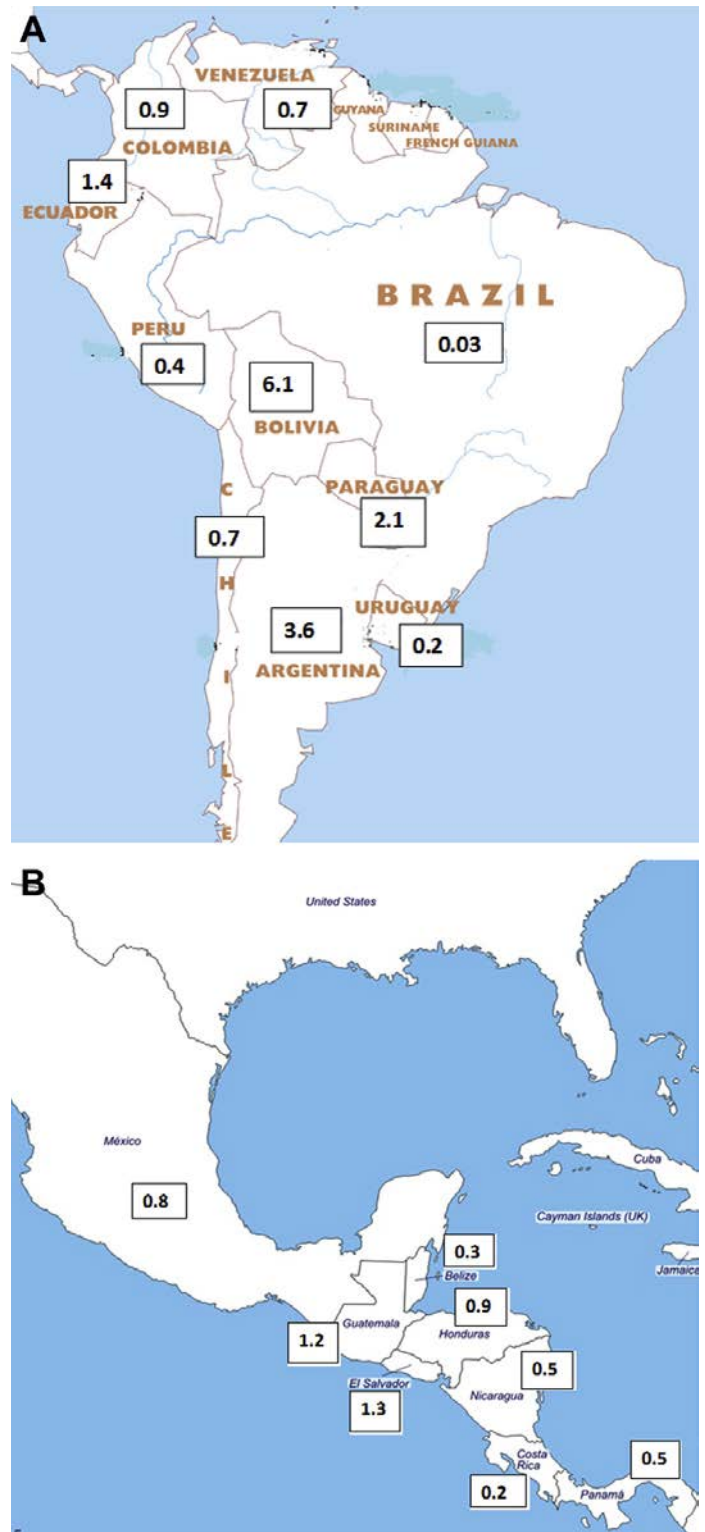 A
VENEZUELA
0.9
0.7
GUYANA
SURINAME
COLOMBIA
FRENCH GUIANA
1.4
ECUADOR
BRAZIL
PERU
0.03
0.4
6.1
BOLIVIA
C
PARAGUAY
2.1
0.7
H
URUGUAY
3.6
0.2
ARGENTINA
I
L
E
B
United States
México
Cuba
0.8
Cayman Islands (UK)
0.3
Jamaica
Belize
0.9
Guatemala
Honduras
1.2
0.5
El Salvador
Nicaragua
1.3
Costa
Rica
0.5
0.2
Panamá